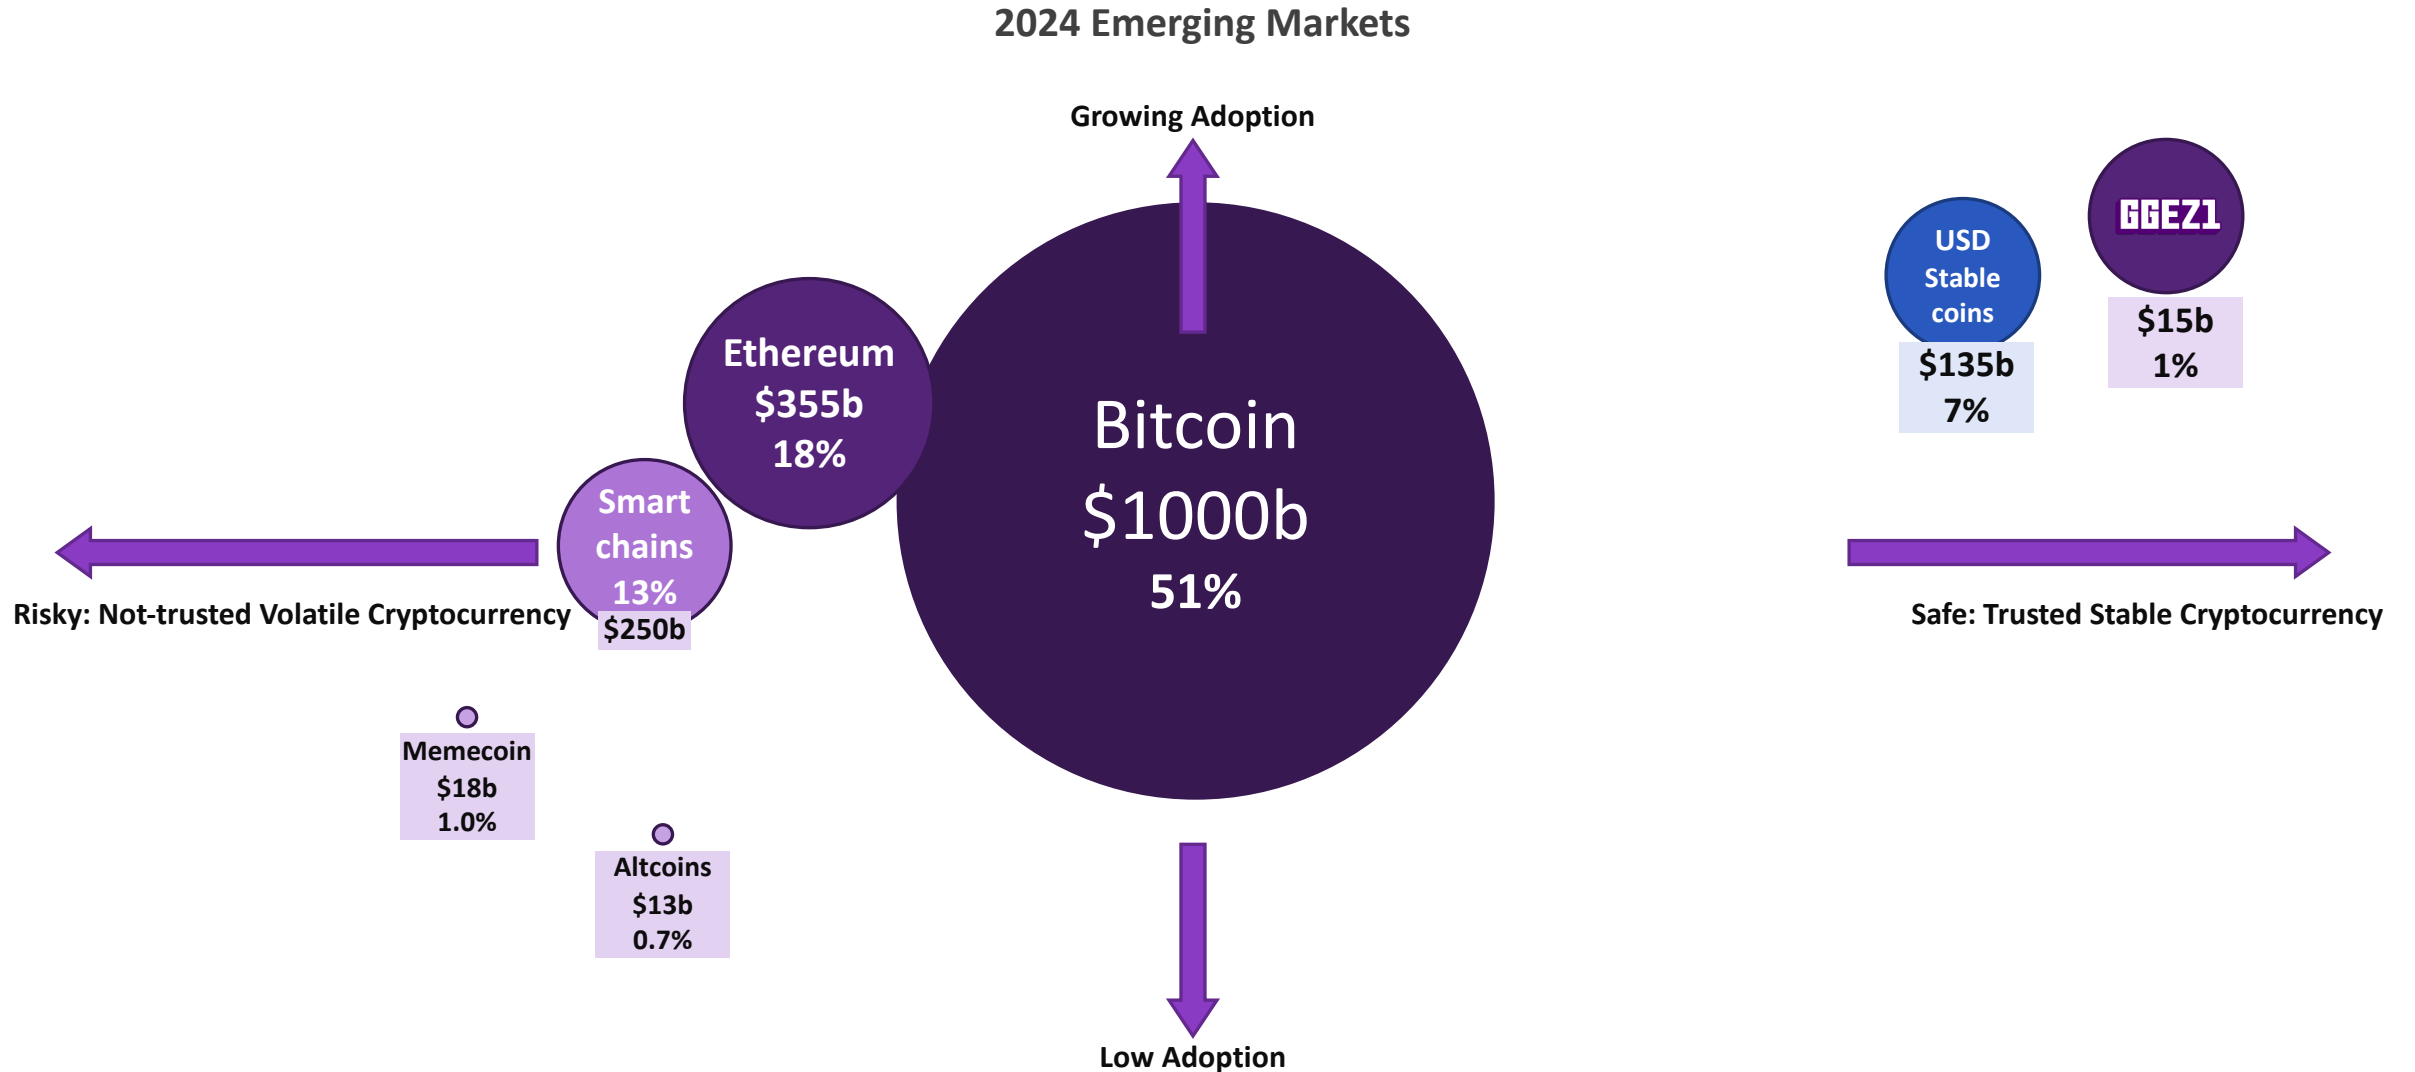 2024 Emerging Markets
Growing Adoption
GGEZ1
$15b
1%
USD
Stable
coins
$135b
7%
Ethereum
$355b
18%
Bitcoin
$1000b
51%
Smart
chains
13%
$250b
Risky: Not-trusted Volatile Cryptocurrency
Safe: Trusted Stable Cryptocurrency
Memecoin
$18b
1.0%
Altcoins
$13b
0.7%
Low Adoption